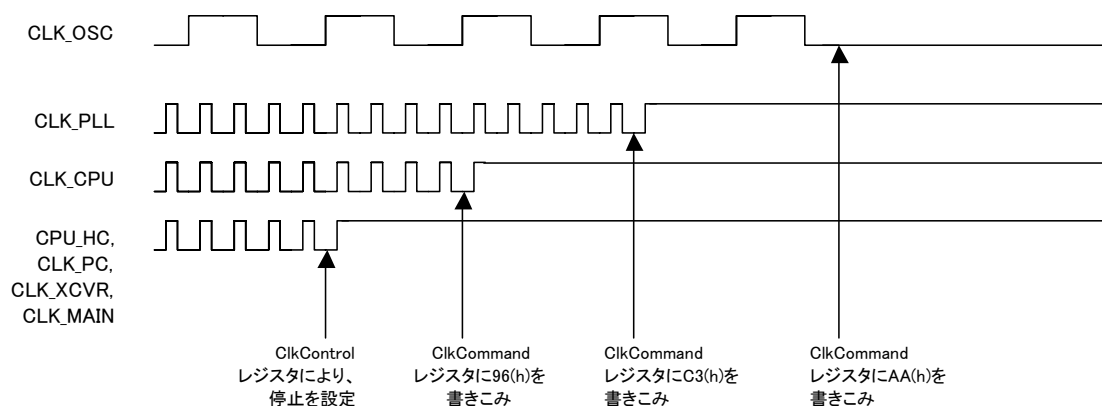 CLK_OSC
CLK_PLL
CLK_CPU
CPU_HC,
CLK_PC,
CLK_XCVR,
CLK_MAIN
ClkControl
レジスタにより、
停止を設定
ClkCommand
レジスタに96(h)を
書きこみ
ClkCommand
レジスタにC3(h)を
書きこみ
ClkCommand
レジスタにAA(h)を
書きこみ